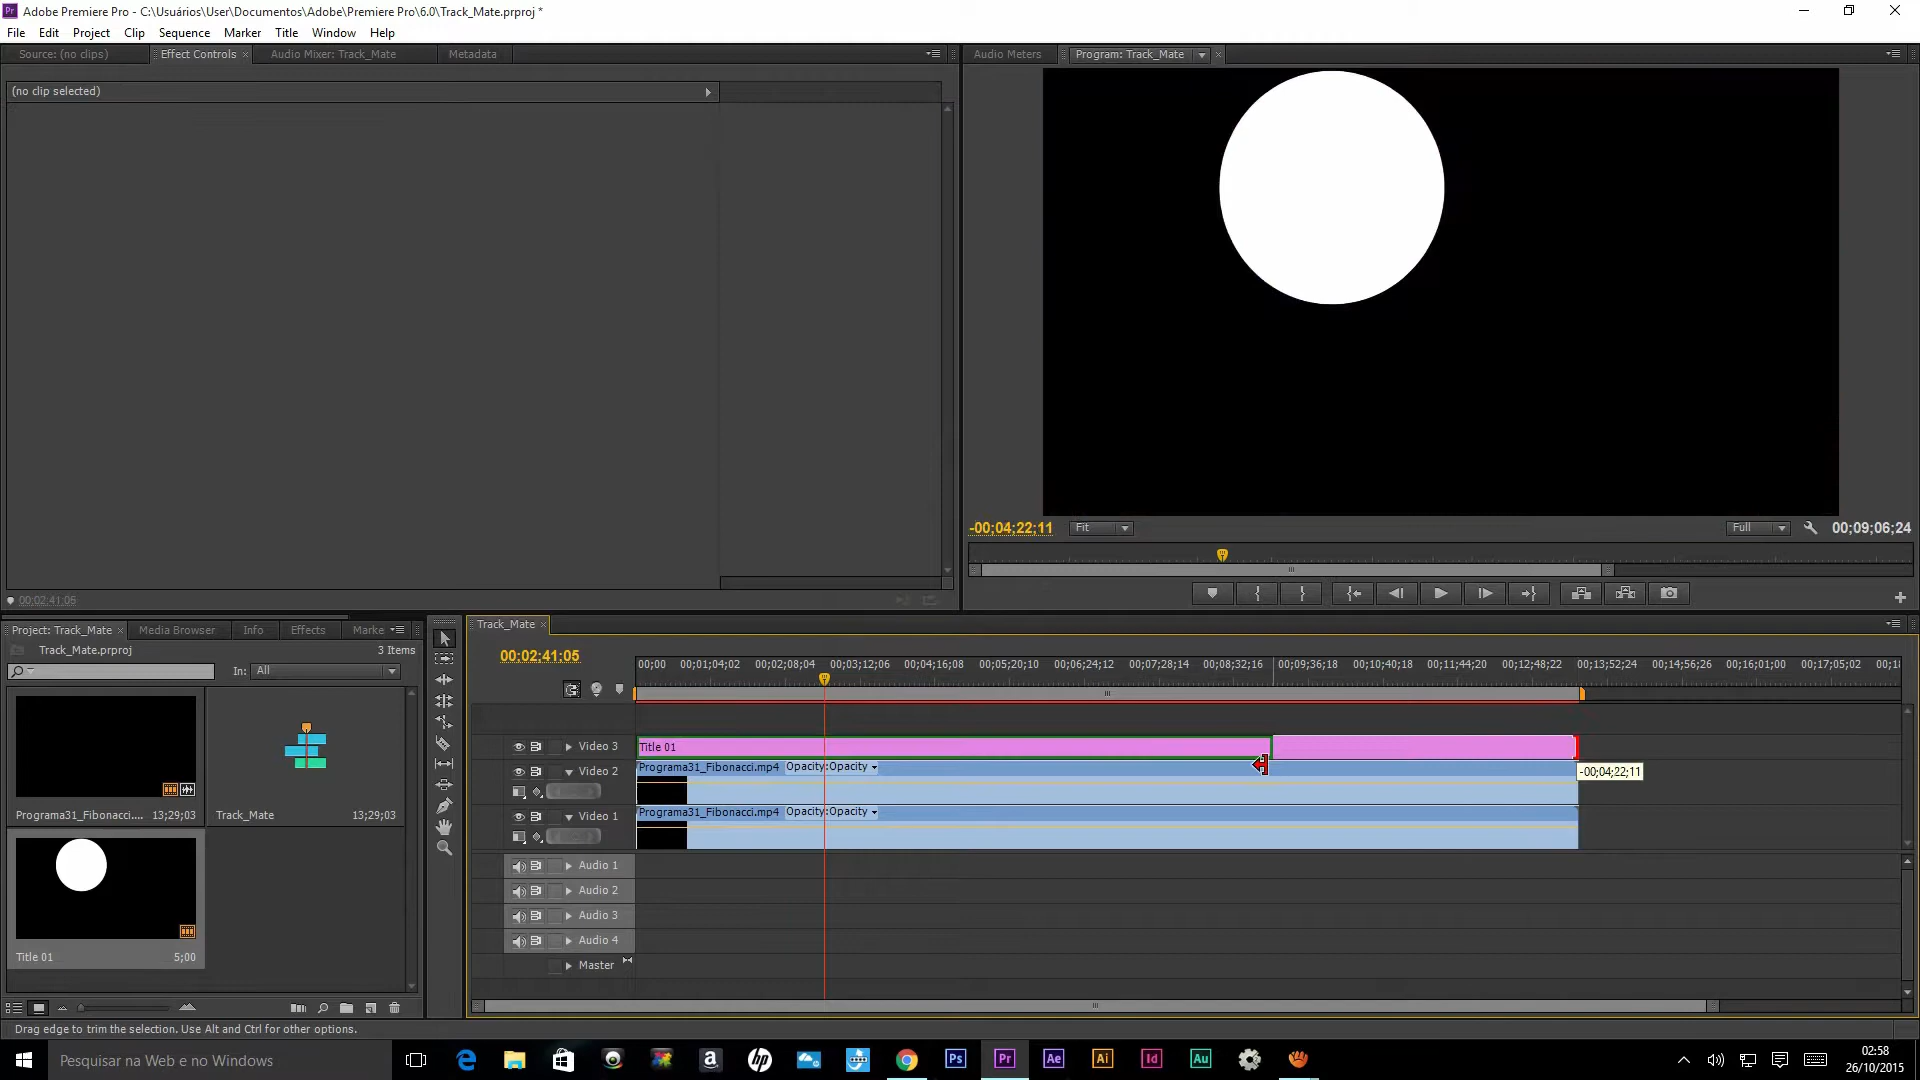 Adobe Premiere Pro - C:\Usuários\User\Documentos\Adobe\Premiere Pro\6.0\Track_Mate.prproj *
File Edit Project Clip Sequence Marker Title Window Help
Source: (no clips) Effect Controls Audio Mixer: Track_Mate Metadata
Audio Meters Program: Track_Mate
(no clip selected)
-00;04;22;11 Fit Full 00;09;06;24
00;02;41;05
Project: Track_Mate Media Browser Info Effects Marke
Track_Mate
Track_Mate.prproj 3 Items
In: All
00;02;41;05
00;00 00;01;04;02 00;02;08;04 00;03;12;06 00;04;16;08 00;05;20;10 00;06;24;12 00;07;28;14 00;08;32;16 00;09;36;18 00;10;40;18 00;11;44;20 00;12;48;22 00;13;52;24 00;14;56;26 00;16;01;00 00;17;05;02 00;18
Video 3 Title 01
Video 2 Programa31_Fibonacci.mp4 Opacity:Opacity
-00;04;22;11
Video 1 Programa31_Fibonacci.mp4 Opacity:Opacity
Programa31_Fibonacci.... 13;29;03
Track_Mate 13;29;03
Audio 1
Audio 2
Audio 3
Audio 4
Master
Title 01 5;00
Drag edge to trim the selection. Use Alt and Ctrl for other options.
Pesquisar na Web e no Windows
a hp Ps Pr Ae Ai Id Au
02:58
26/10/2015